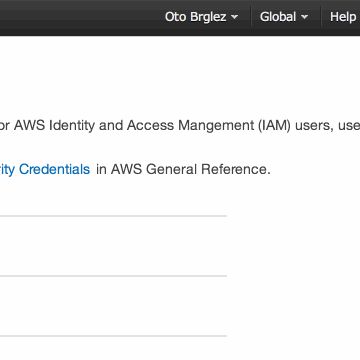 Oto Brglez Global Help
or AWS Identity and Access Mangement (IAM) users, use
ity Credentials in AWS General Reference.